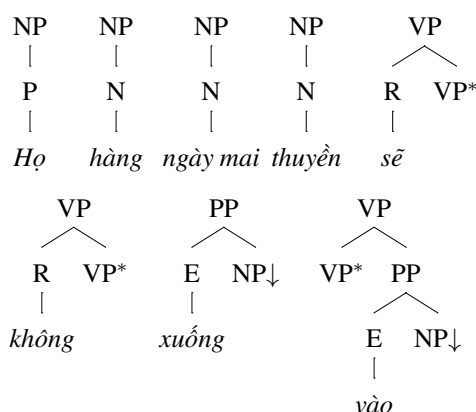 NP NP NP NP VP
P N N N R VP*
Họ hàng ngày mai thuyền sẽ
VP PP VP
R VP* E NP↓ VP* PP
không xuống E NP↓
vào